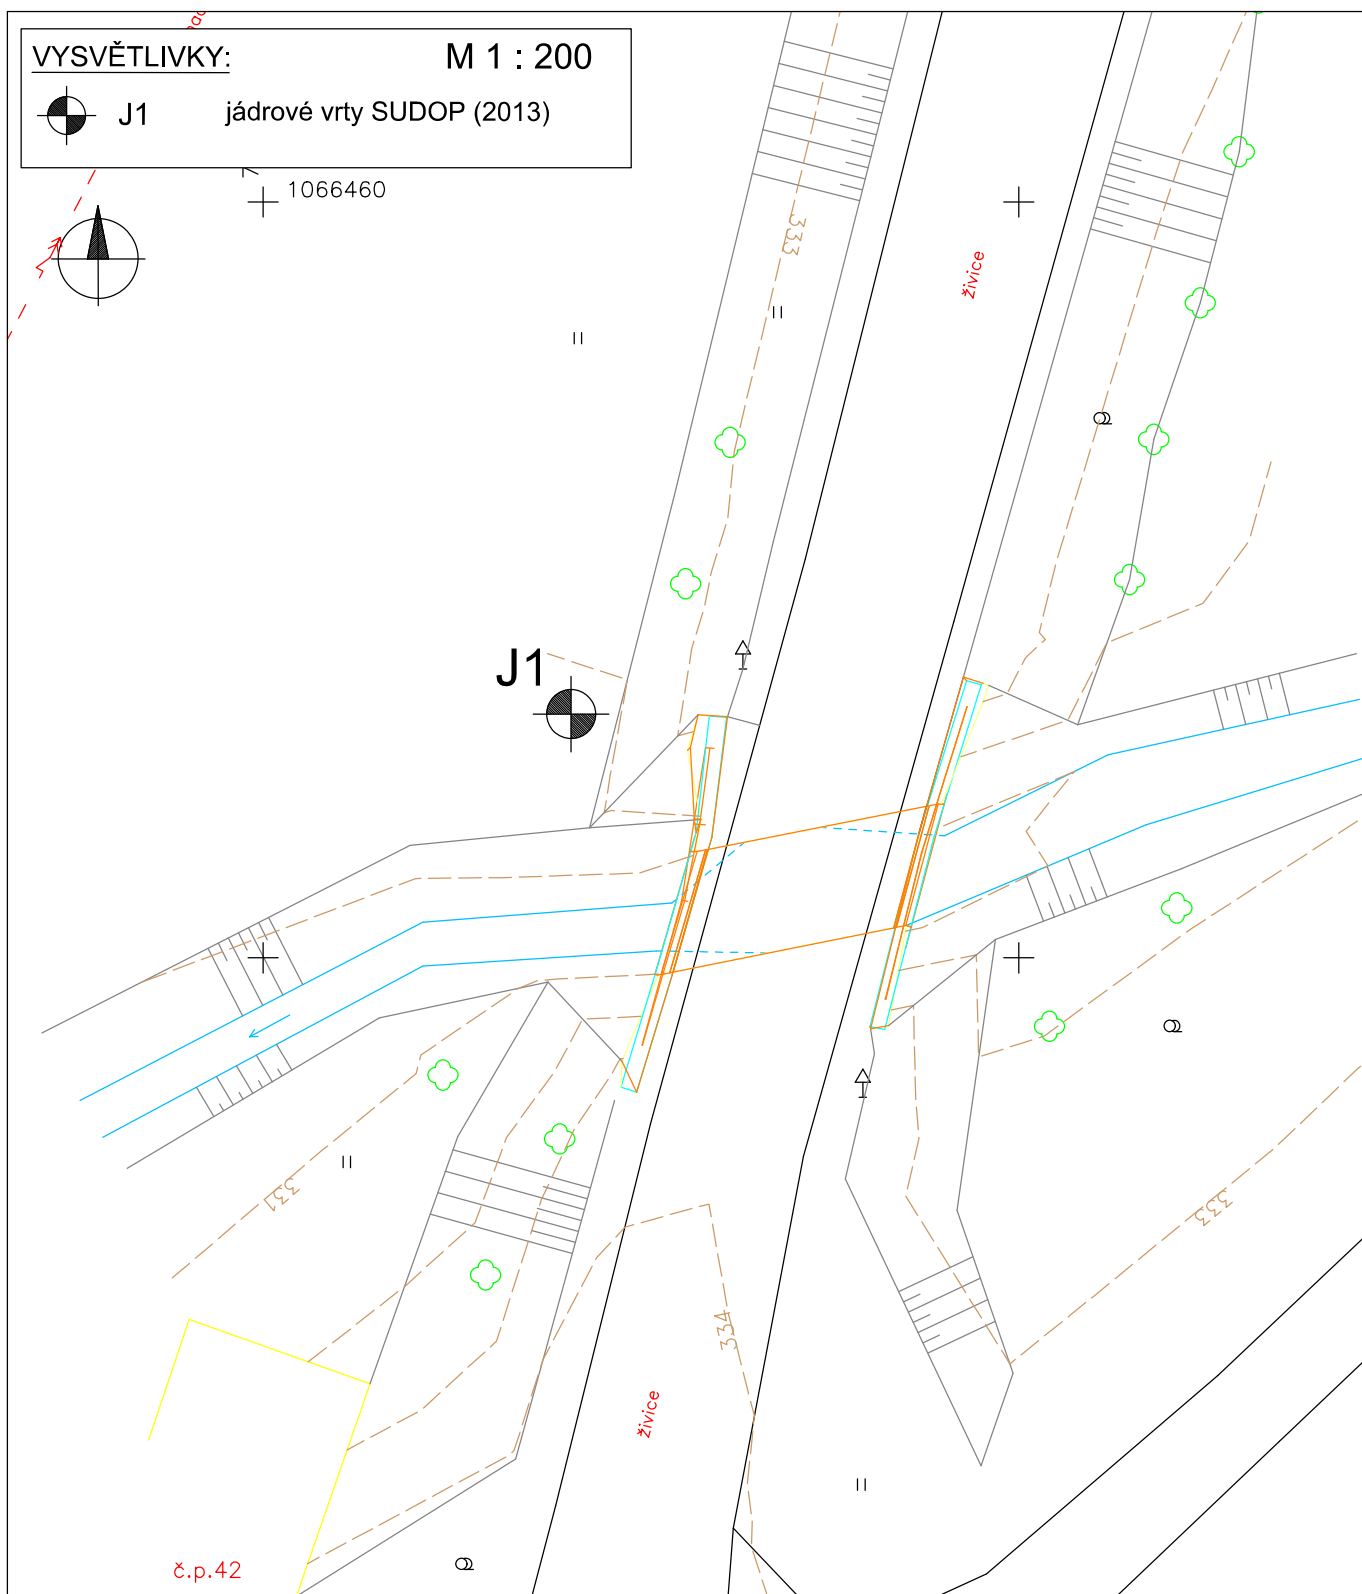 VYSVĚTLIVKY:
M 1 : 200
J1
jádrové vrty SUDOP (2013)
1066460
333
živice
J1
331
333
334
živice
č.p.42